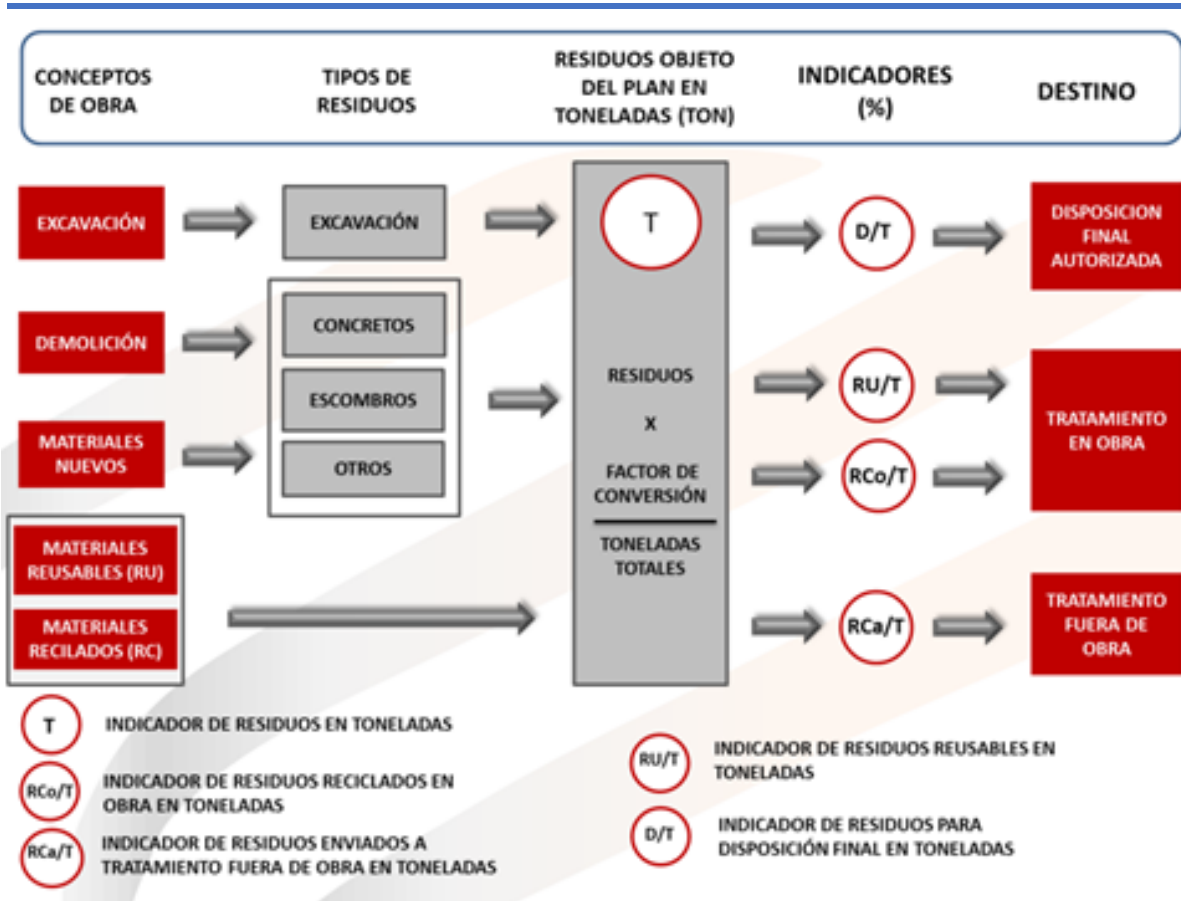 CONCEPTOS
DE OBRA
TIPOS DE
RESIDUOS
RESIDUOS OBJETO
DEL PLAN EN
TONELADAS (TON)
INDICADORES
(%)
DESTINO
EXCAVACIÓN
EXCAVACIÓN
T
D/T
DISPOSICION
FINAL
AUTORIZADA
DEMOLICIÓN
CONCRETOS
ESCOMBROS
OTROS
MATERIALES
NUEVOS
RESIDUOS
X
FACTOR DE
CONVERSIÓN
TONELADAS
TOTALES
RU/T
RCo/T
TRATAMIENTO
EN OBRA
MATERIALES
REUSABLES (RU)
MATERIALES
RECILADOS (RC)
RCa/T
TRATAMIENTO
FUERA DE
OBRA
T
INDICADOR DE RESIDUOS EN TONELADAS
RCo/T
INDICADOR DE RESIDUOS RECICLADOS EN
OBRA EN TONELADAS
RCa/T
INDICADOR DE RESIDUOS ENVIADOS A
TRATAMIENTO FUERA DE OBRA EN TONELADAS
RU/T
INDICADOR DE RESIDUOS REUSABLES EN
TONELADAS
D/T
INDICADOR DE RESIDUOS PARA
DISPOSICIÓN FINAL EN TONELADAS